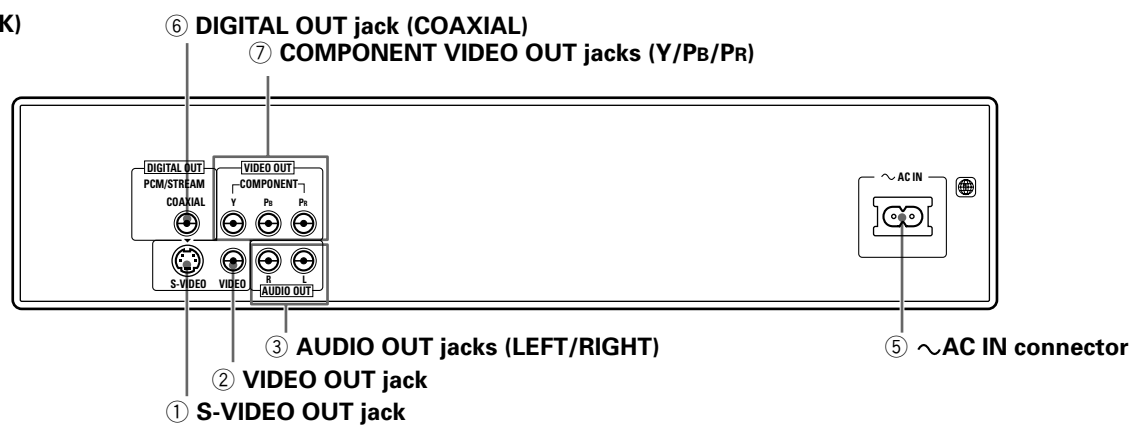 K)
⑥ DIGITAL OUT jack (COAXIAL)
⑦ COMPONENT VIDEO OUT jacks (Y/PB/PR)
DIGITAL OUT
VIDEO OUT
PCM/STREAM
COMPONENT
COAXIAL
Y PB PR
∼ AC IN
S-VIDEO VIDEO
R L
AUDIO OUT
③ AUDIO OUT jacks (LEFT/RIGHT)
⑤ ∼AC IN connector
② VIDEO OUT jack
① S-VIDEO OUT jack